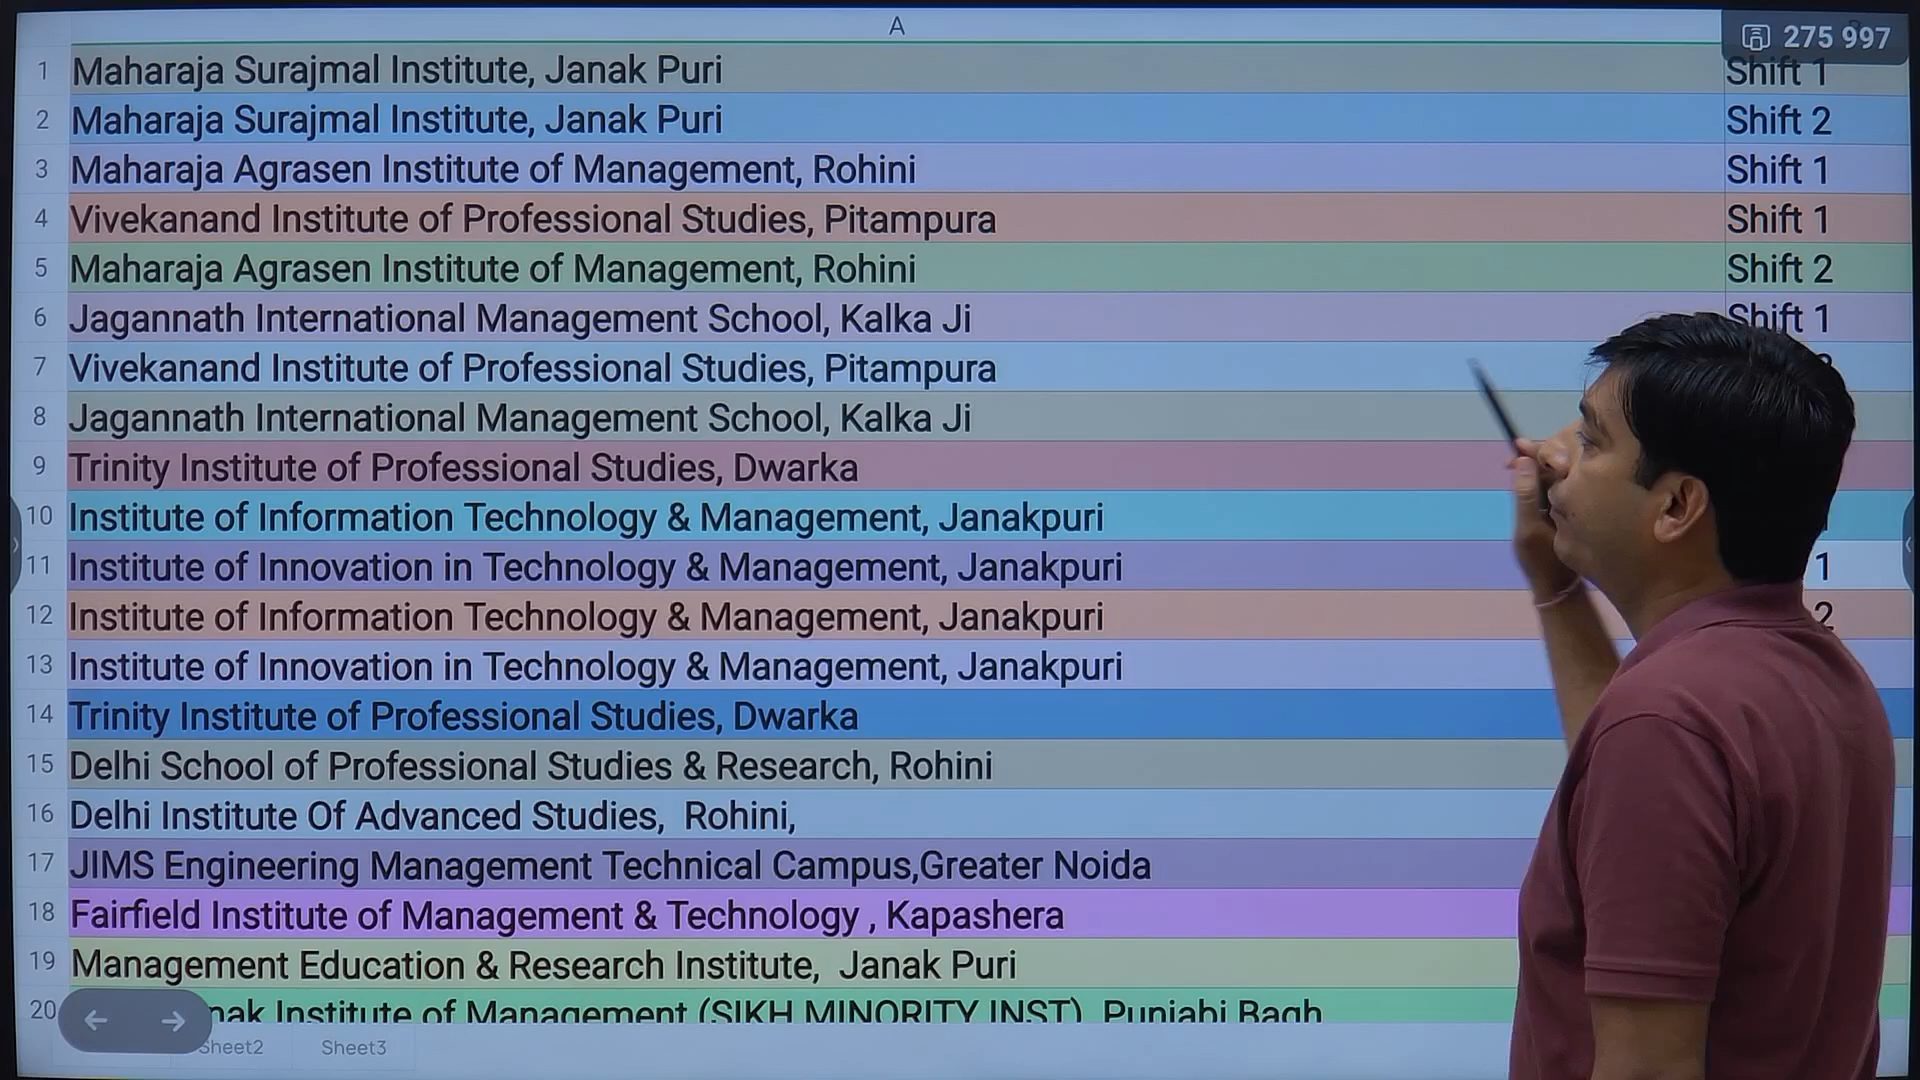 A
275 997
1 Maharaja Surajmal Institute, Janak Puri Shift 1
2 Maharaja Surajmal Institute, Janak Puri Shift 2
3 Maharaja Agrasen Institute of Management, Rohini Shift 1
4 Vivekanand Institute of Professional Studies, Pitampura Shift 1
5 Maharaja Agrasen Institute of Management, Rohini Shift 2
6 Jagannath International Management School, Kalka Ji Shift 1
7 Vivekanand Institute of Professional Studies, Pitampura
8 Jagannath International Management School, Kalka Ji
9 Trinity Institute of Professional Studies, Dwarka
10 Institute of Information Technology & Management, Janakpuri
11 Institute of Innovation in Technology & Management, Janakpuri 1
12 Institute of Information Technology & Management, Janakpuri 2
13 Institute of Innovation in Technology & Management, Janakpuri
14 Trinity Institute of Professional Studies, Dwarka
15 Delhi School of Professional Studies & Research, Rohini
16 Delhi Institute Of Advanced Studies, Rohini,
17 JIMS Engineering Management Technical Campus,Greater Noida
18 Fairfield Institute of Management & Technology , Kapashera
19 Management Education & Research Institute, Janak Puri
20 nak Institute of Management (SIKH MINORITY INST), Punjabi Bagh
Sheet2 Sheet3